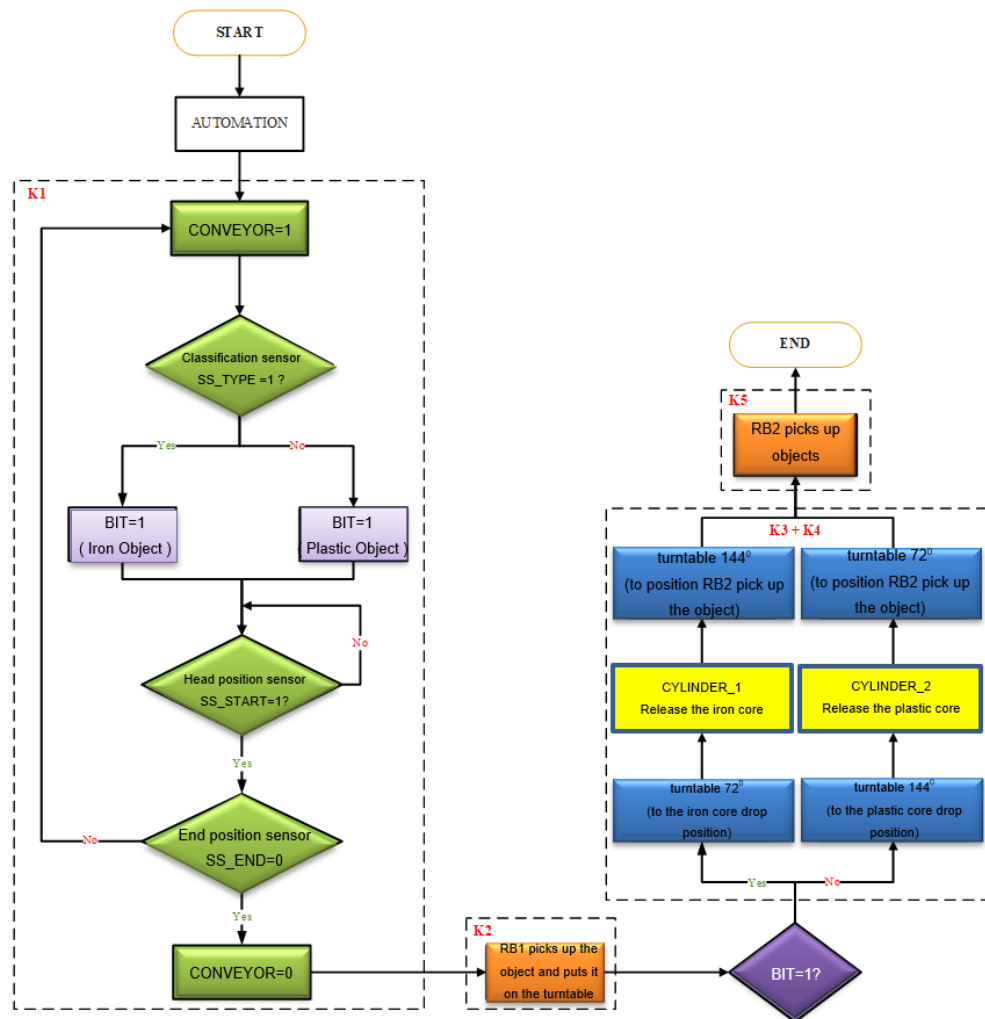 START
AUTOMATION
K1
CONVEYOR=1
Classification sensor
SS_TYPE =1 ?
Yes
No
BIT=1
( Iron Object )
BIT=1
( Plastic Object )
Head position sensor
SS_START=1?
No
Yes
End position sensor
SS_END=0
No
Yes
CONVEYOR=0
K2
RB1 picks up the
object and puts it
on the turntable
BIT=1?
Yes
No
turntable 72⁰
(to the iron core drop
position)
turntable 144⁰
(to the plastic core drop
position)
CYLINDER_1
Release the iron core
CYLINDER_2
Release the plastic core
turntable 144⁰
(to position RB2 pick up
the object)
turntable 72⁰
(to position RB2 pick up
the object)
K3 + K4
K5
RB2 picks up
objects
END